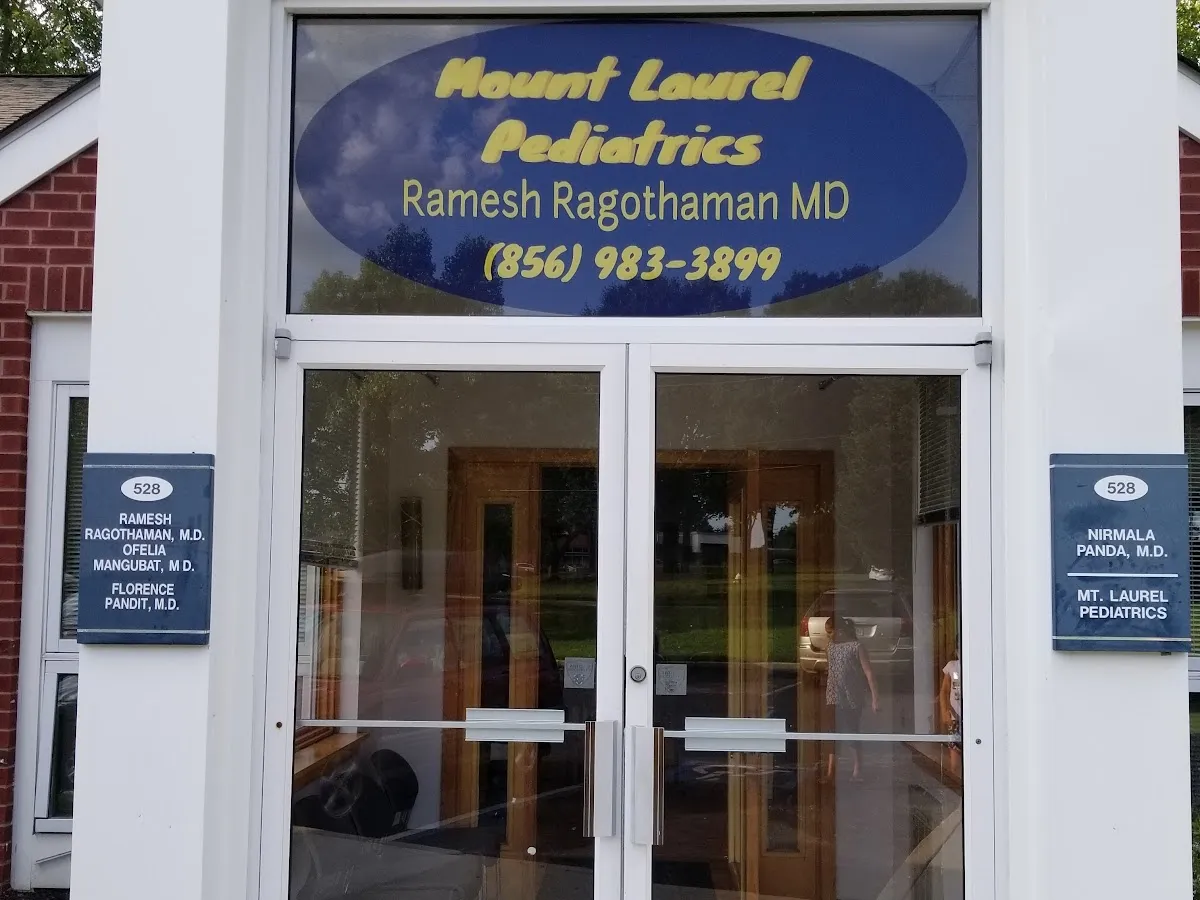 Mount Laurel
Pediatrics
Ramesh Ragothaman MD
(856) 983-3899
528
RAMESH
RAGOTHAMAN, M.D.
OFELIA
MANGUBAT, M D.
FLORENCE
PANDIT, M.D.
528
NIRMALA
PANDA, M.D.
MT. LAUREL
PEDIATRICS